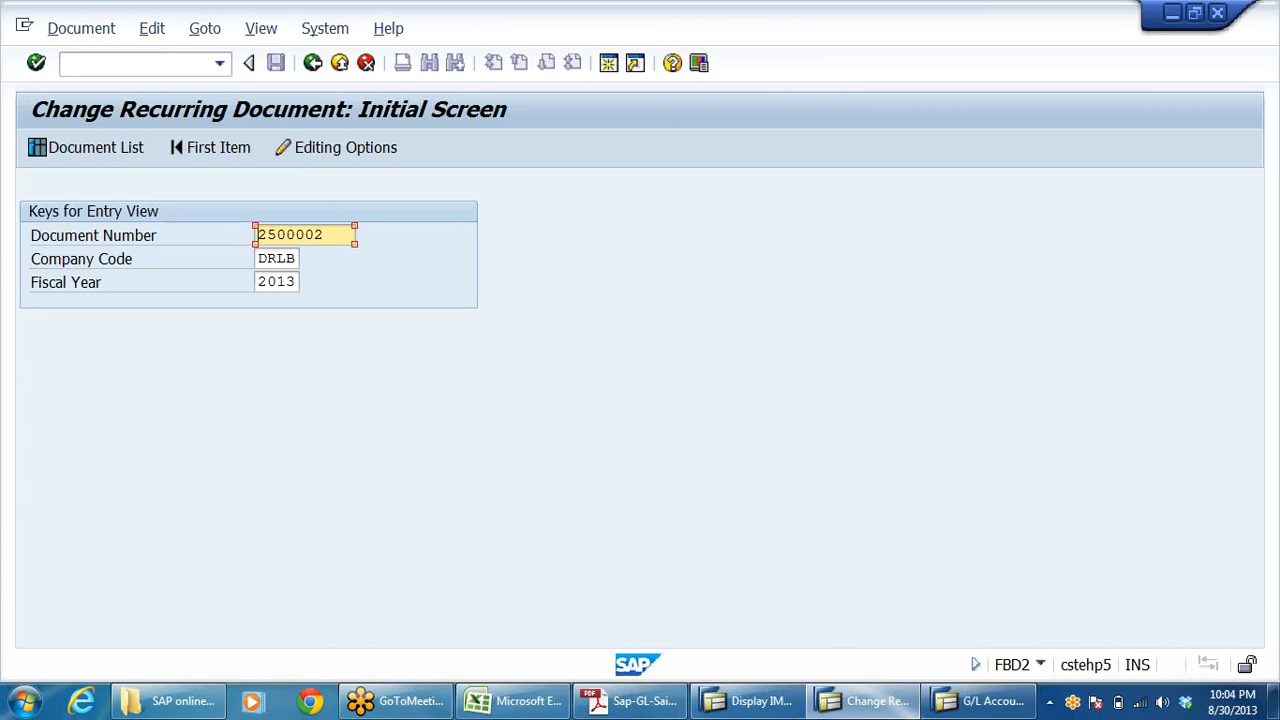 Document Edit Goto View System Help
Change Recurring Document: Initial Screen
Document List First Item Editing Options
Keys for Entry View
Document Number 2500002
Company Code DRLB
Fiscal Year 2013
SAP FBD2 cstehp5 INS
SAP online... GoToMeeti... Microsoft E... Sap-GL-Sai... Display IM... Change Re... G/L Accou... 10:04 PM
8/30/2013